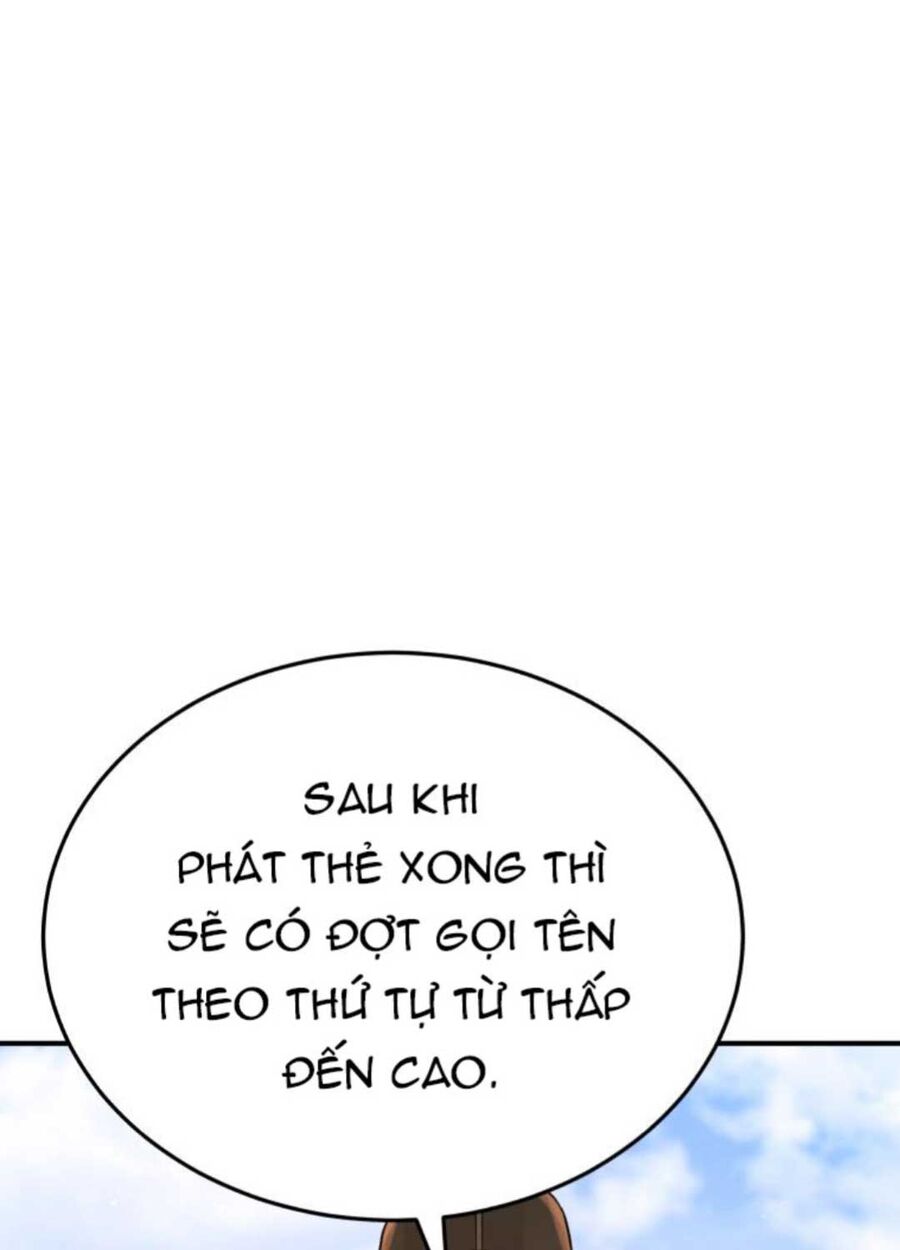 SAU KHI
PHÁT THẺ XONG THÌ
SẼ CÓ ĐỢT GỌI TÊN
THEO THỨ TỰ TỪ THẤP
ĐẾN CAO.